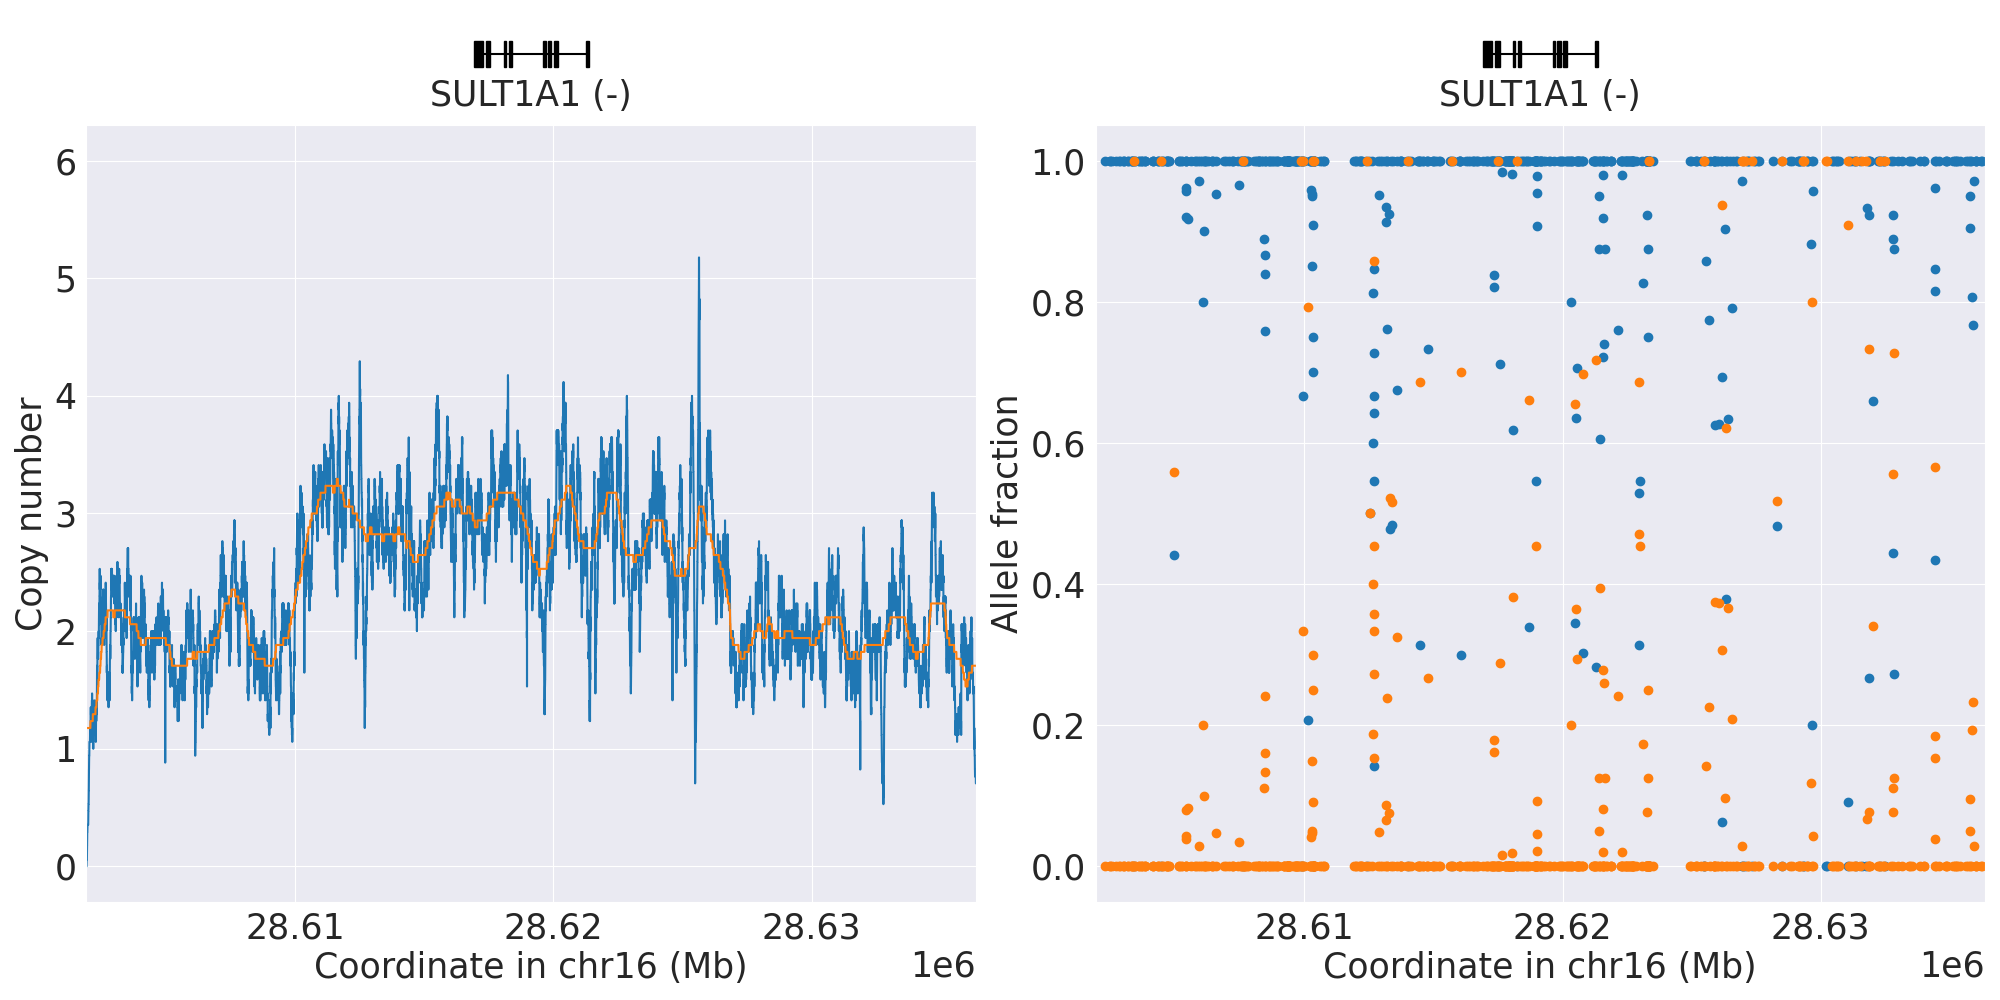 SULT1A1 (-)
6
5
4
3
2
1
0
Copy number
28.61
28.62
28.63
Coordinate in chr16 (Mb)
1e6
SULT1A1 (-)
1.0
0.8
0.6
0.4
0.2
0.0
Allele fraction
28.61
28.62
28.63
Coordinate in chr16 (Mb)
1e6